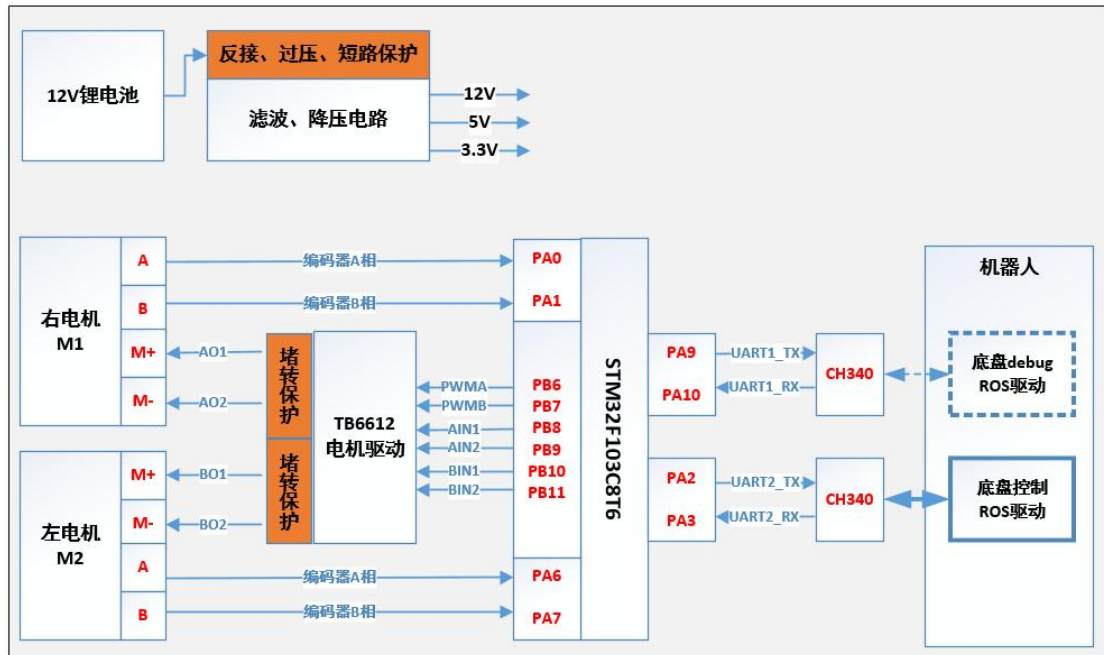 12V锂电池
反接、过压、短路保护
滤波、降压电路
12V
5V
3.3V
右电机
M1
A
B
M+
M-
编码器A相
编码器B相
AO1
AO2
堵转保护
左电机
M2
M+
M-
A
B
BO1
BO2
堵转保护
编码器A相
编码器B相
TB6612
电机驱动
PWMA
PWMB
AIN1
AIN2
BIN1
BIN2
PA0
PA1
PB6
PB7
PB8
PB9
PB10
PB11
PA6
PA7
STM32F103C8T6
PA9
PA10
UART1_TX
UART1_RX
CH340
PA2
PA3
UART2_TX
UART2_RX
CH340
机器人
底盘debug
ROS驱动
底盘控制
ROS驱动